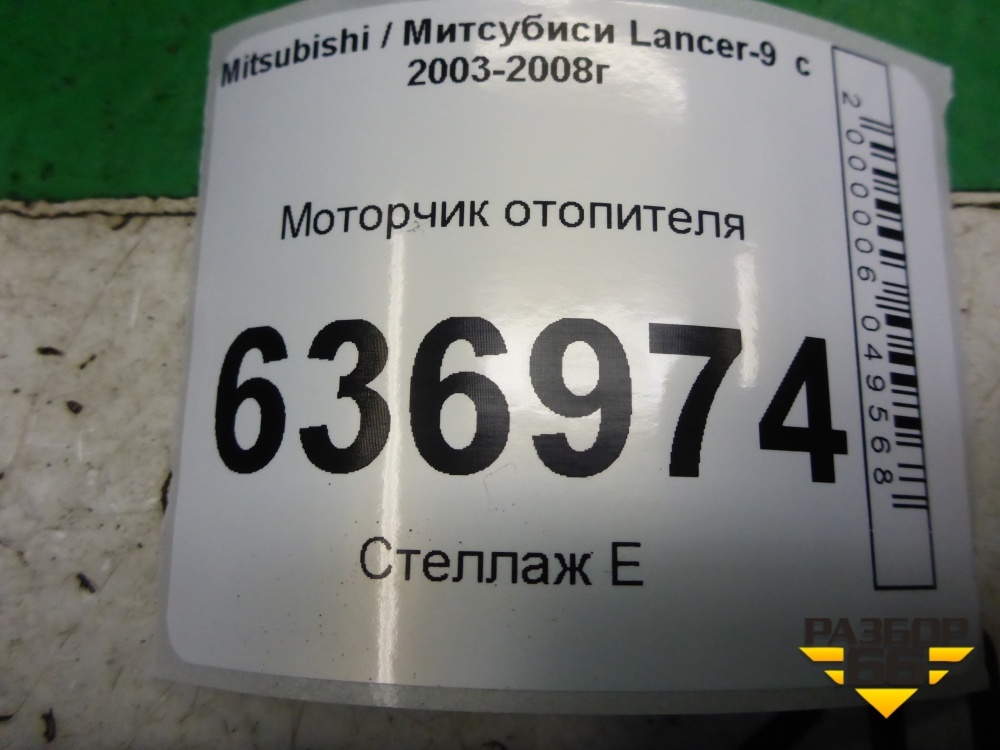 Mitsubishi / Митсубиси Lancer-9 с
2003-2008г
Моторчик отопителя
636974
Стеллаж Е
2000006049568
РАЗБОР
66